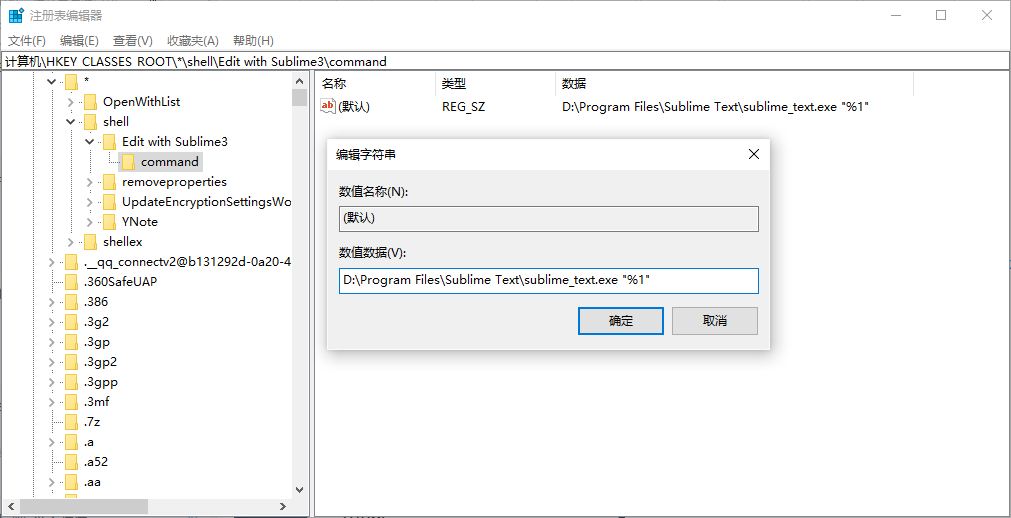 注册表编辑器
文件(F) 编辑(E) 查看(V) 收藏夹(A) 帮助(H)
计算机\HKEY_CLASSES_ROOT\*\shell\Edit with Sublime3\command
*
OpenWithList
shell
Edit with Sublime3
command
removeproperties
UpdateEncryptionSettingsWo
YNote
shellex
.__qq_connectv2@b131292d-0a20-4
.360SafeUAP
.386
.3g2
.3gp
.3gp2
.3gpp
.3mf
.7z
.a
.a52
.aa
名称 类型 数据
ab (默认) REG_SZ D:\Program Files\Sublime Text\sublime_text.exe "%1"
编辑字符串
数值名称(N):
(默认)
数值数据(V):
D:\Program Files\Sublime Text\sublime_text.exe "%1"
确定 取消